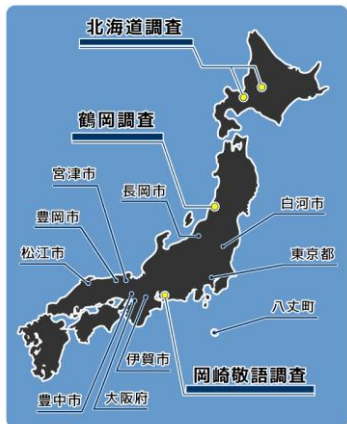 北海道調査
鶴岡調査
宮津市
長岡市
白河市
豊岡市
松江市
東京都
八丈町
伊賀市
岡崎敬語調査
豊中市
大阪府